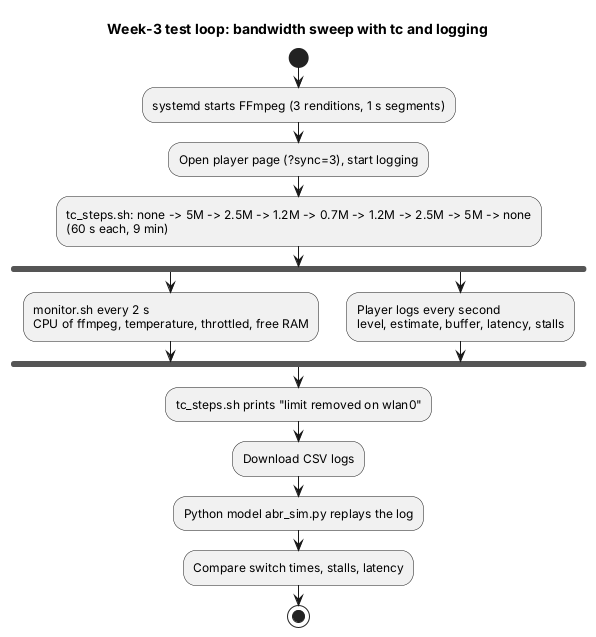 Week-3 test loop: bandwidth sweep with tc and logging
systemd starts FFmpeg (3 renditions, 1 s segments)
Open player page (?sync=3), start logging
tc_steps.sh: none -> 5M -> 2.5M -> 1.2M -> 0.7M -> 1.2M -> 2.5M -> 5M -> none
(60 s each, 9 min)
monitor.sh every 2 s
CPU of ffmpeg, temperature, throttled, free RAM
Player logs every second
level, estimate, buffer, latency, stalls
tc_steps.sh prints "limit removed on wlan0"
Download CSV logs
Python model abr_sim.py replays the log
Compare switch times, stalls, latency